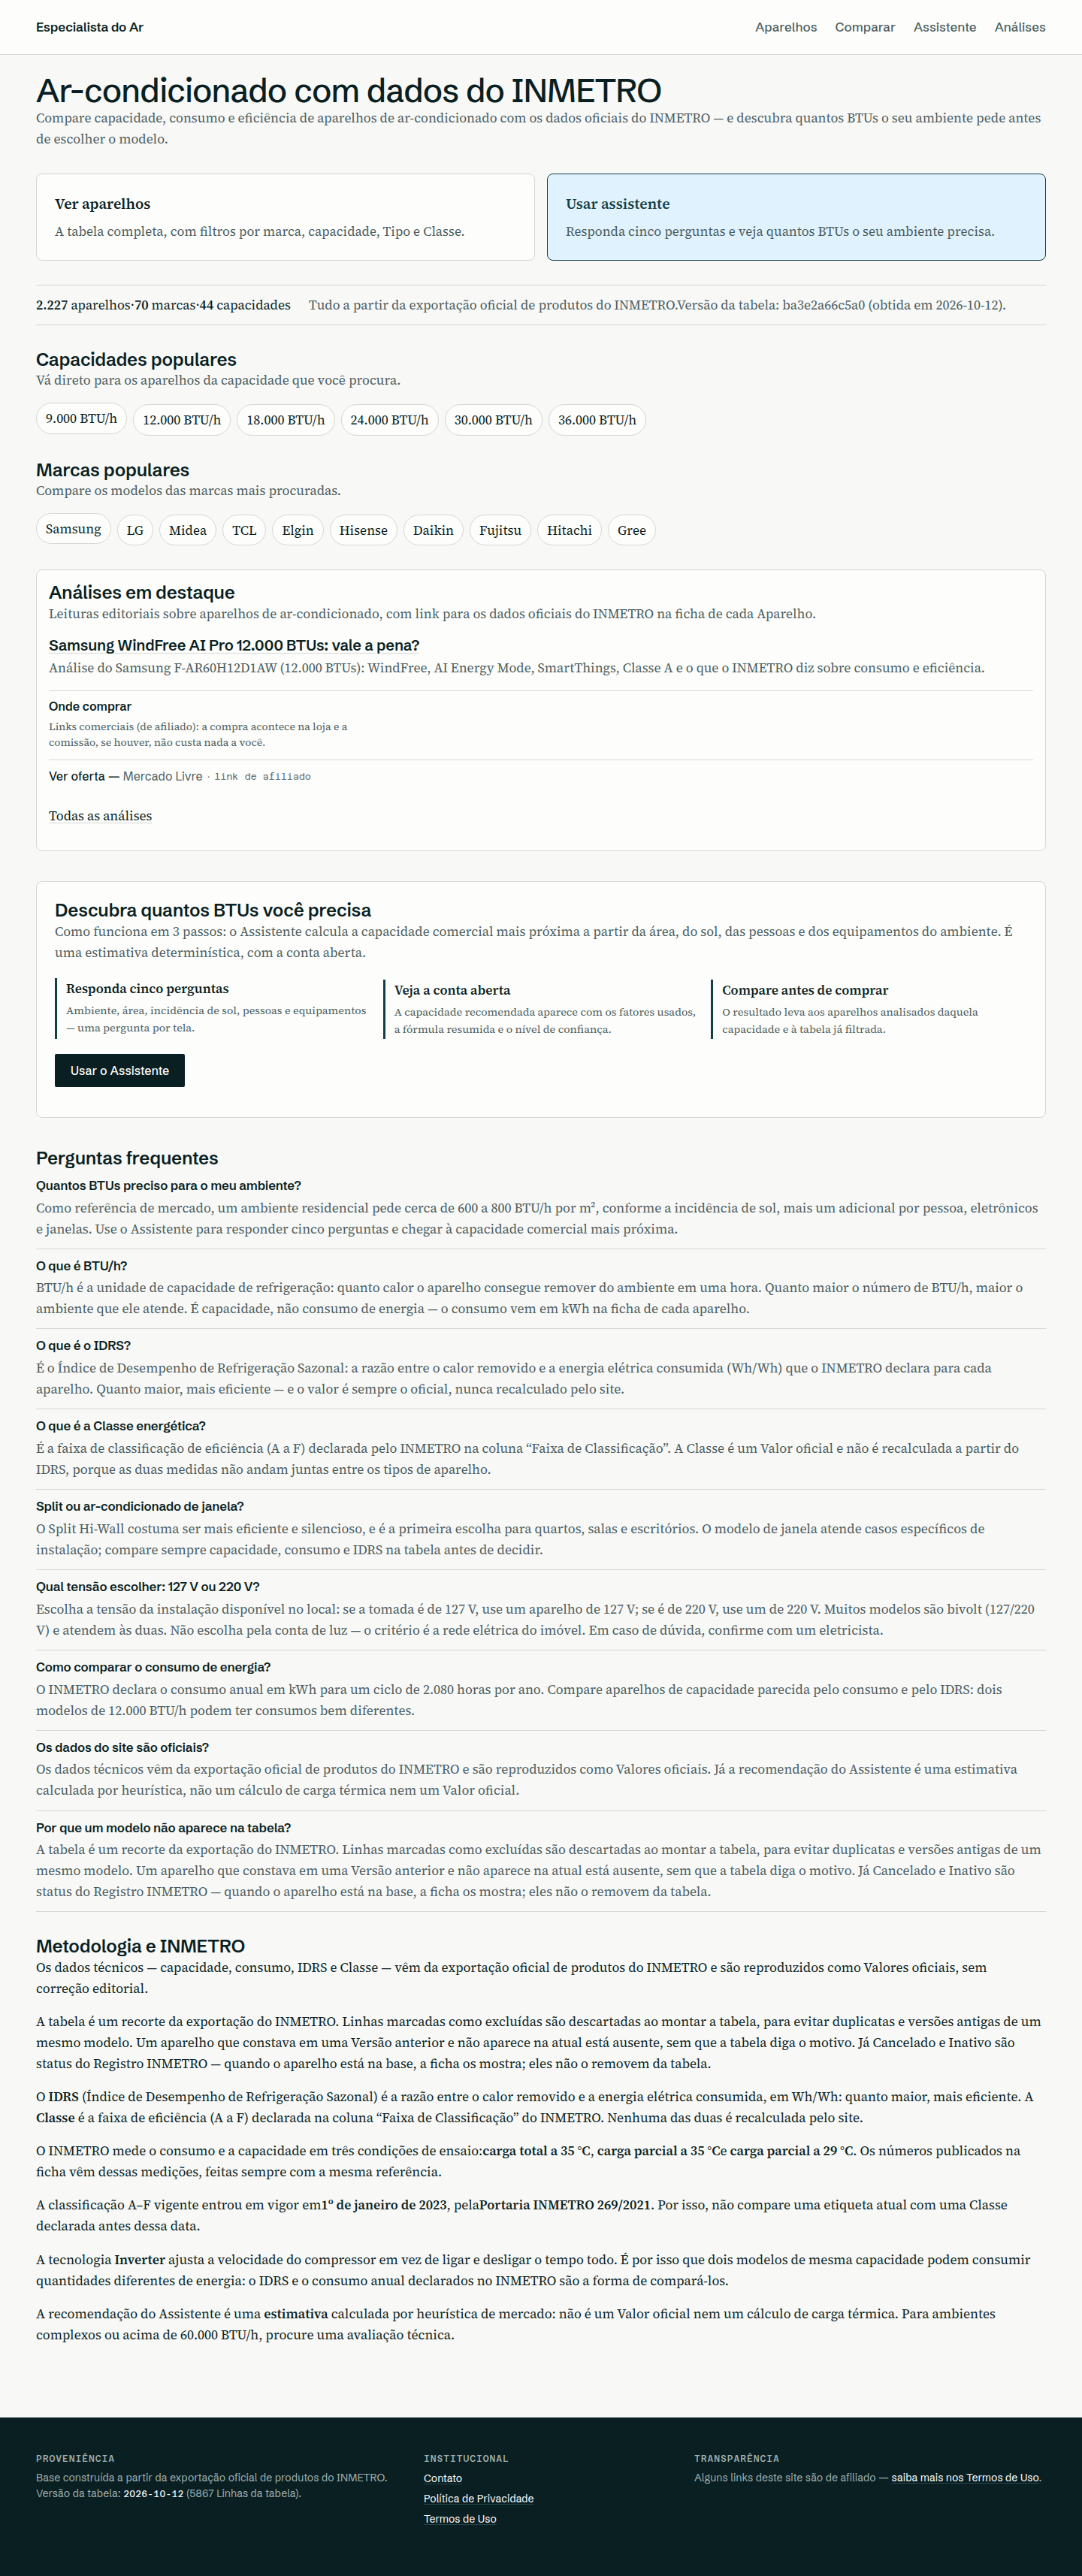 Especialista do Ar
Aparelhos Comparar Assistente Análises
Ar-condicionado com dados do INMETRO
Compare capacidade, consumo e eficiência de aparelhos de ar-condicionado com os dados oficiais do INMETRO — e descubra quantos BTUs o seu ambiente pede antes
de escolher o modelo.
Ver aparelhos
A tabela completa, com filtros por marca, capacidade, Tipo e Classe.
Usar assistente
Responda cinco perguntas e veja quantos BTUs o seu ambiente precisa.
2.227 aparelhos·70 marcas·44 capacidades Tudo a partir da exportação oficial de produtos do INMETRO.Versão da tabela: ba3e2a66c5a0 (obtida em 2026-10-12).
Capacidades populares
Vá direto para os aparelhos da capacidade que você procura.
9.000 BTU/h 12.000 BTU/h 18.000 BTU/h 24.000 BTU/h 30.000 BTU/h 36.000 BTU/h
Marcas populares
Compare os modelos das marcas mais procuradas.
Samsung LG Midea TCL Elgin Hisense Daikin Fujitsu Hitachi Gree
Análises em destaque
Leituras editoriais sobre aparelhos de ar-condicionado, com link para os dados oficiais do INMETRO na ficha de cada Aparelho.
Samsung WindFree AI Pro 12.000 BTUs: vale a pena?
Análise do Samsung F-AR60H12D1AW (12.000 BTUs): WindFree, AI Energy Mode, SmartThings, Classe A e o que o INMETRO diz sobre consumo e eficiência.
Onde comprar
Links comerciais (de afiliado): a compra acontece na loja e a
comissão, se houver, não custa nada a você.
Ver oferta — Mercado Livre · link de afiliado
Todas as análises
Descubra quantos BTUs você precisa
Como funciona em 3 passos: o Assistente calcula a capacidade comercial mais próxima a partir da área, do sol, das pessoas e dos equipamentos do ambiente. É
uma estimativa determinística, com a conta aberta.
Responda cinco perguntas
Ambiente, área, incidência de sol, pessoas e equipamentos
— uma pergunta por tela.
Veja a conta aberta
A capacidade recomendada aparece com os fatores usados,
a fórmula resumida e o nível de confiança.
Compare antes de comprar
O resultado leva aos aparelhos analisados daquela
capacidade e à tabela já filtrada.
Usar o Assistente
Perguntas frequentes
Quantos BTUs preciso para o meu ambiente?
Como referência de mercado, um ambiente residencial pede cerca de 600 a 800 BTU/h por m², conforme a incidência de sol, mais um adicional por pessoa, eletrônicos
e janelas. Use o Assistente para responder cinco perguntas e chegar à capacidade comercial mais próxima.
O que é BTU/h?
BTU/h é a unidade de capacidade de refrigeração: quanto calor o aparelho consegue remover do ambiente em uma hora. Quanto maior o número de BTU/h, maior o
ambiente que ele atende. É capacidade, não consumo de energia — o consumo vem em kWh na ficha de cada aparelho.
O que é o IDRS?
É o Índice de Desempenho de Refrigeração Sazonal: a razão entre o calor removido e a energia elétrica consumida (Wh/Wh) que o INMETRO declara para cada
aparelho. Quanto maior, mais eficiente — e o valor é sempre o oficial, nunca recalculado pelo site.
O que é a Classe energética?
É a faixa de classificação de eficiência (A a F) declarada pelo INMETRO na coluna “Faixa de Classificação”. A Classe é um Valor oficial e não é recalculada a partir do
IDRS, porque as duas medidas não andam juntas entre os tipos de aparelho.
Split ou ar-condicionado de janela?
O Split Hi-Wall costuma ser mais eficiente e silencioso, e é a primeira escolha para quartos, salas e escritórios. O modelo de janela atende casos específicos de
instalação; compare sempre capacidade, consumo e IDRS na tabela antes de decidir.
Qual tensão escolher: 127 V ou 220 V?
Escolha a tensão da instalação disponível no local: se a tomada é de 127 V, use um aparelho de 127 V; se é de 220 V, use um de 220 V. Muitos modelos são bivolt (127/220
V) e atendem às duas. Não escolha pela conta de luz — o critério é a rede elétrica do imóvel. Em caso de dúvida, confirme com um eletricista.
Como comparar o consumo de energia?
O INMETRO declara o consumo anual em kWh para um ciclo de 2.080 horas por ano. Compare aparelhos de capacidade parecida pelo consumo e pelo IDRS: dois
modelos de 12.000 BTU/h podem ter consumos bem diferentes.
Os dados do site são oficiais?
Os dados técnicos vêm da exportação oficial de produtos do INMETRO e são reproduzidos como Valores oficiais. Já a recomendação do Assistente é uma estimativa
calculada por heurística, não um cálculo de carga térmica nem um Valor oficial.
Por que um modelo não aparece na tabela?
A tabela é um recorte da exportação do INMETRO. Linhas marcadas como excluídas são descartadas ao montar a tabela, para evitar duplicatas e versões antigas de um
mesmo modelo. Um aparelho que constava em uma Versão anterior e não aparece na atual está ausente, sem que a tabela diga o motivo. Já Cancelado e Inativo são
status do Registro INMETRO — quando o aparelho está na base, a ficha os mostra; eles não o removem da tabela.
Metodologia e INMETRO
Os dados técnicos — capacidade, consumo, IDRS e Classe — vêm da exportação oficial de produtos do INMETRO e são reproduzidos como Valores oficiais, sem
correção editorial.
A tabela é um recorte da exportação do INMETRO. Linhas marcadas como excluídas são descartadas ao montar a tabela, para evitar duplicatas e versões antigas de um
mesmo modelo. Um aparelho que constava em uma Versão anterior e não aparece na atual está ausente, sem que a tabela diga o motivo. Já Cancelado e Inativo são
status do Registro INMETRO — quando o aparelho está na base, a ficha os mostra; eles não o removem da tabela.
O IDRS (Índice de Desempenho de Refrigeração Sazonal) é a razão entre o calor removido e a energia elétrica consumida, em Wh/Wh: quanto maior, mais eficiente. A
Classe é a faixa de eficiência (A a F) declarada na coluna “Faixa de Classificação” do INMETRO. Nenhuma das duas é recalculada pelo site.
O INMETRO mede o consumo e a capacidade em três condições de ensaio:carga total a 35 °C, carga parcial a 35 °Ce carga parcial a 29 °C. Os números publicados na
ficha vêm dessas medições, feitas sempre com a mesma referência.
A classificação A–F vigente entrou em vigor em1º de janeiro de 2023, pelaPortaria INMETRO 269/2021. Por isso, não compare uma etiqueta atual com uma Classe
declarada antes dessa data.
A tecnologia Inverter ajusta a velocidade do compressor em vez de ligar e desligar o tempo todo. É por isso que dois modelos de mesma capacidade podem consumir
quantidades diferentes de energia: o IDRS e o consumo anual declarados no INMETRO são a forma de compará-los.
A recomendação do Assistente é uma estimativa calculada por heurística de mercado: não é um Valor oficial nem um cálculo de carga térmica. Para ambientes
complexos ou acima de 60.000 BTU/h, procure uma avaliação técnica.
PROVENIÊNCIA
Base construída a partir da exportação oficial de produtos do INMETRO.
Versão da tabela: 2026-10-12 (5867 Linhas da tabela).
INSTITUCIONAL
Contato
Política de Privacidade
Termos de Uso
TRANSPARÊNCIA
Alguns links deste site são de afiliado — saiba mais nos Termos de Uso.